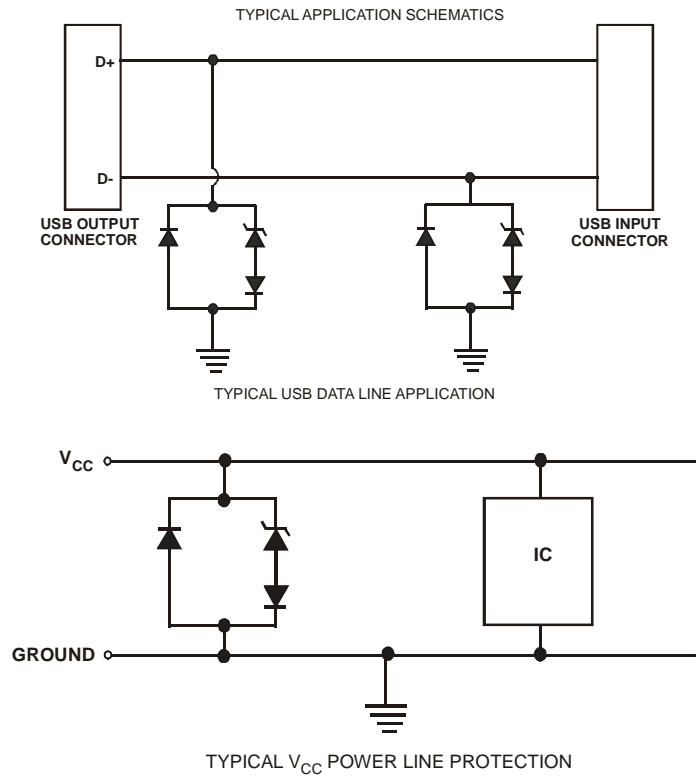 TYPICAL APPLICATION SCHEMATICS
D+
D-
USB OUTPUT
CONNECTOR
USB INPUT
CONNECTOR
TYPICAL USB DATA LINE APPLICATION
VCC
IC
GROUND
TYPICAL VCC POWER LINE PROTECTION